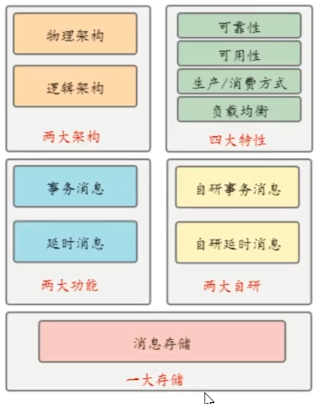 物理架构
逻辑架构
两大架构
可靠性
可用性
生产/消费方式
负载均衡
四大特性
事务消息
延时消息
两大功能
自研事务消息
自研延时消息
两大自研
消息存储
一大存储